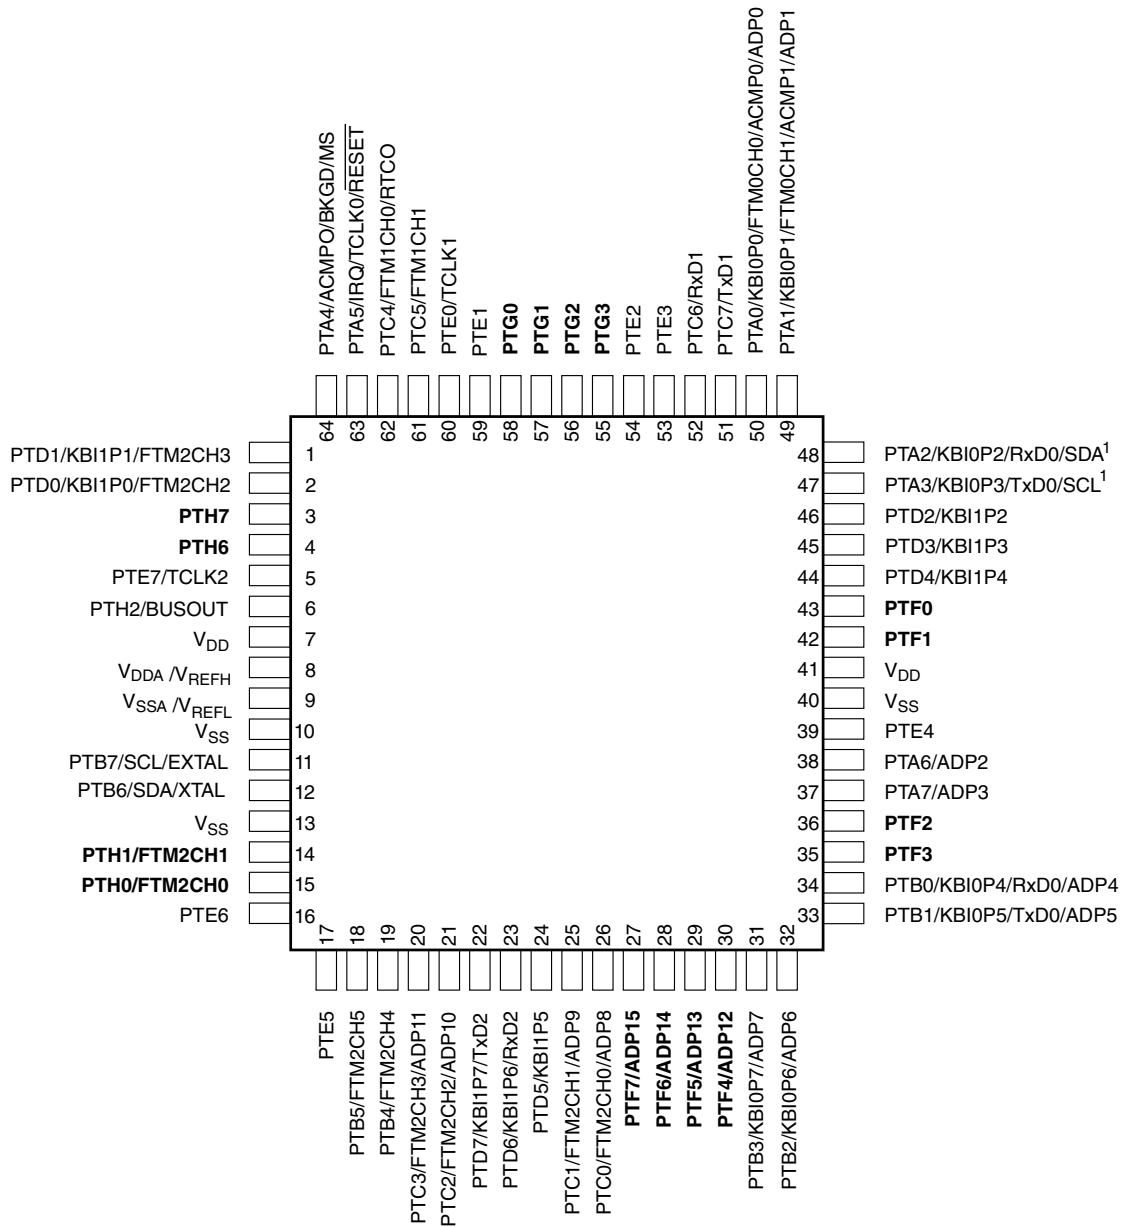 PTA4/ACMPO/BKGD/MS
PTA5/IRQ/TCLK0/RESET
PTC4/FTM1CH0/RTCO
PTC5/FTM1CH1
PTE0/TCLK1
PTE1
PTG0
PTG1
PTG2
PTG3
PTE2
PTE3
PTC6/RxD1
PTC7/TxD1
PTA0/KBI0P0/FTM0CH0/ACMP0/ADP0
PTA1/KBI0P1/FTM0CH1/ACMP1/ADP1
64 63 62 61 60 59 58 57 56 55 54 53 52 51 50 49
PTD1/KBI1P1/FTM2CH3 1 48 PTA2/KBI0P2/RxD0/SDA1
PTD0/KBI1P0/FTM2CH2 2 47 PTA3/KBI0P3/TxD0/SCL1
PTH7 3 46 PTD2/KBI1P2
PTH6 4 45 PTD3/KBI1P3
PTE7/TCLK2 5 44 PTD4/KBI1P4
PTH2/BUSOUT 6 43 PTF0
VDD 7 42 PTF1
VDDA /VREFH 8 41 VDD
VSSA /VREFL 9 40 VSS
VSS 10 39 PTE4
PTB7/SCL/EXTAL 11 38 PTA6/ADP2
PTB6/SDA/XTAL 12 37 PTA7/ADP3
VSS 13 36 PTF2
PTH1/FTM2CH1 14 35 PTF3
PTH0/FTM2CH0 15 34 PTB0/KBI0P4/RxD0/ADP4
PTE6 16 33 PTB1/KBI0P5/TxD0/ADP5
17 18 19 20 21 22 23 24 25 26 27 28 29 30 31 32
PTE5
PTB5/FTM2CH5
PTB4/FTM2CH4
PTC3/FTM2CH3/ADP11
PTC2/FTM2CH2/ADP10
PTD7/KBI1P7/TxD2
PTD6/KBI1P6/RxD2
PTD5/KBI1P5
PTC1/FTM2CH1/ADP9
PTC0/FTM2CH0/ADP8
PTF7/ADP15
PTF6/ADP14
PTF5/ADP13
PTF4/ADP12
PTB3/KBI0P7/ADP7
PTB2/KBI0P6/ADP6